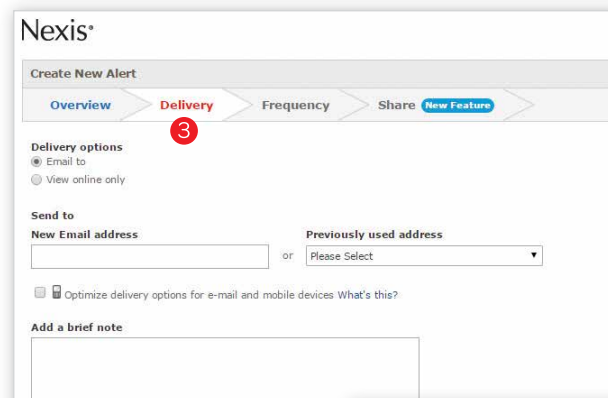 Nexis®
Create New Alert
Overview Delivery Frequency Share New Feature
3
Delivery options
Email to
View online only
Send to
New Email address Previously used address
or Please Select
Optimize delivery options for e-mail and mobile devices What's this?
Add a brief note